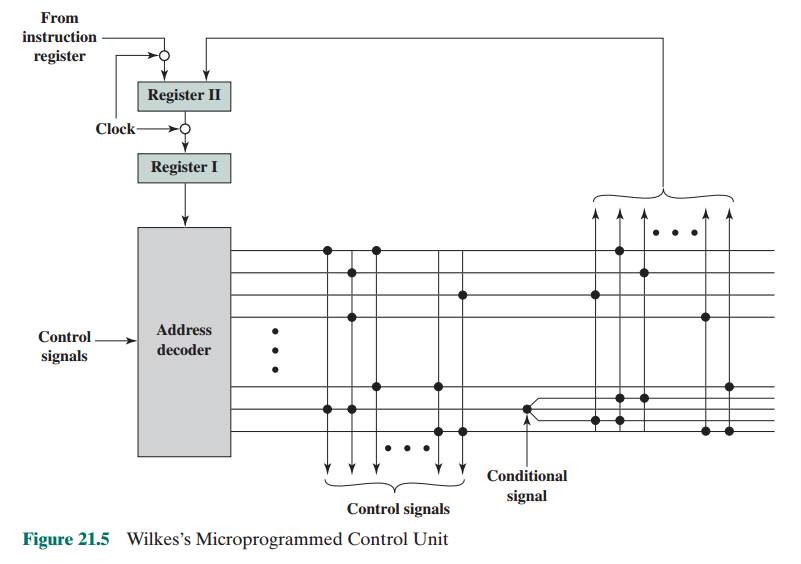 From
instruction
register
Register II
Clock
Register I
Control
signals
Address
decoder
Conditional
signal
Control signals
Figure 21.5 Wilkes's Microprogrammed Control Unit